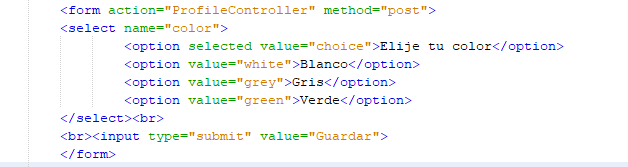 <form action="ProfileController" method="post">
<select name="color">
<option selected value="choice">Elije tu color</option>
<option value="white">Blanco</option>
<option value="grey">Gris</option>
<option value="green">Verde</option>
</select><br>
<br><input type="submit" value="Guardar">
</form>